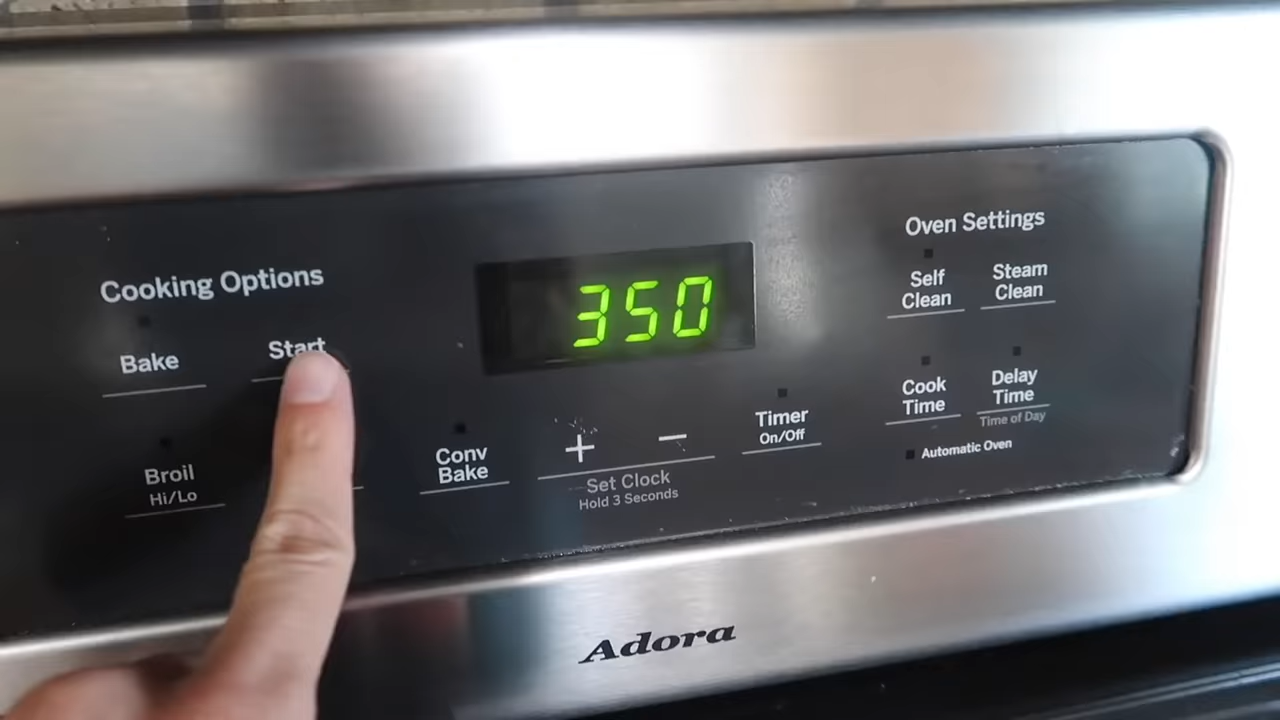 Cooking Options
Bake
Start
Broil
Hi/Lo
350
Conv
Bake
+ −
Set Clock
Hold 3 Seconds
Timer
On/Off
Oven Settings
Self
Clean
Steam
Clean
Cook
Time
Delay
Time
Time of Day
Automatic Oven
Adora